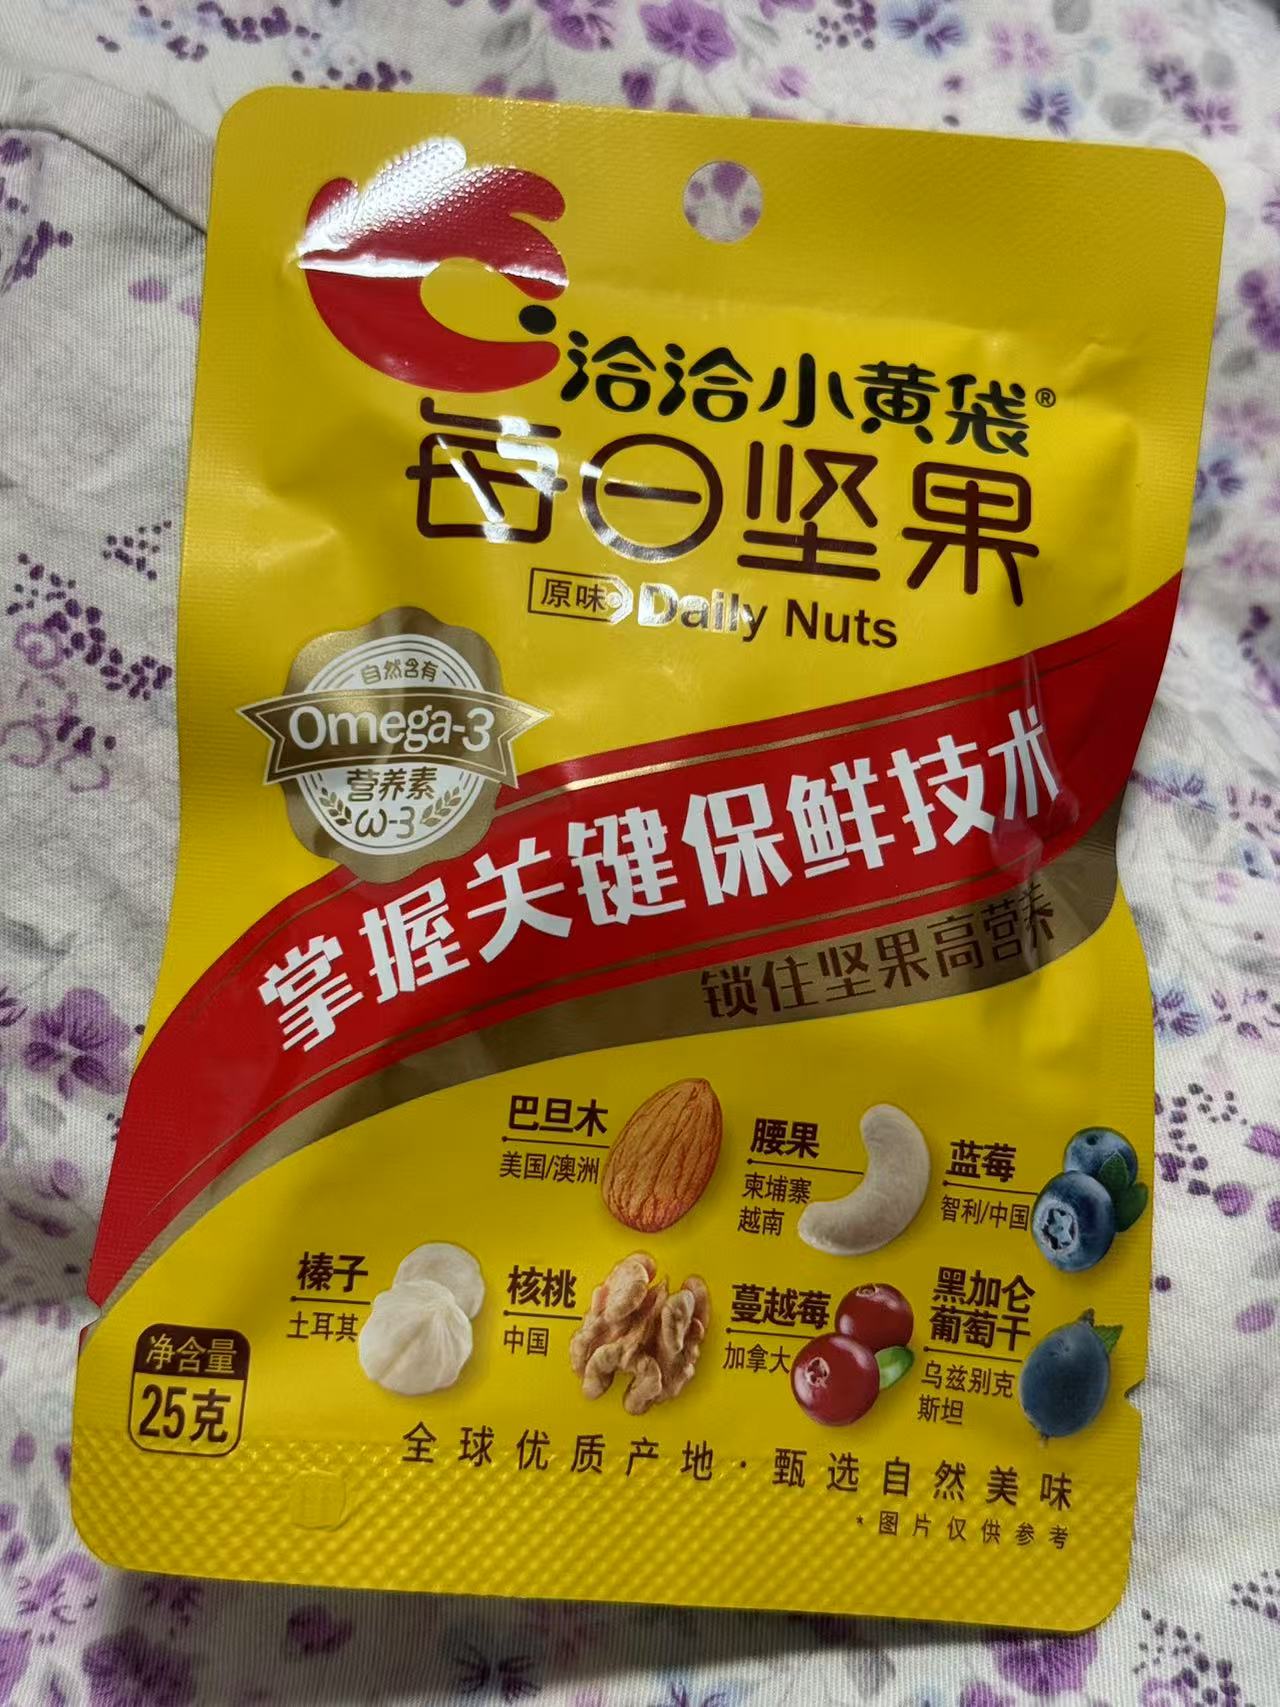 洽洽小黄袋®
每日坚果
原味
Daily Nuts
自然含有
Omega-3
营养素
ω-3
掌握关键保鲜技术
锁住坚果高营养
巴旦木
美国/澳洲
腰果
柬埔寨
越南
蓝莓
智利/中国
榛子
土耳其
核桃
中国
蔓越莓
加拿大
黑加仑
葡萄干
乌兹别克
斯坦
净含量
25克
全球优质产地·甄选自然美味
*图片仅供参考